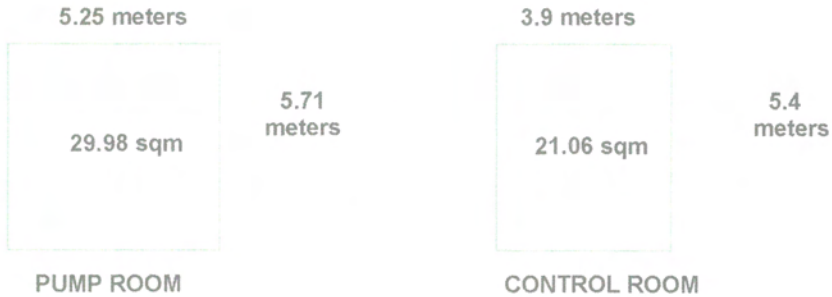 5.25 meters
3.9 meters
5.71
meters
5.4
meters
29.98 sqm
21.06 sqm
PUMP ROOM
CONTROL ROOM